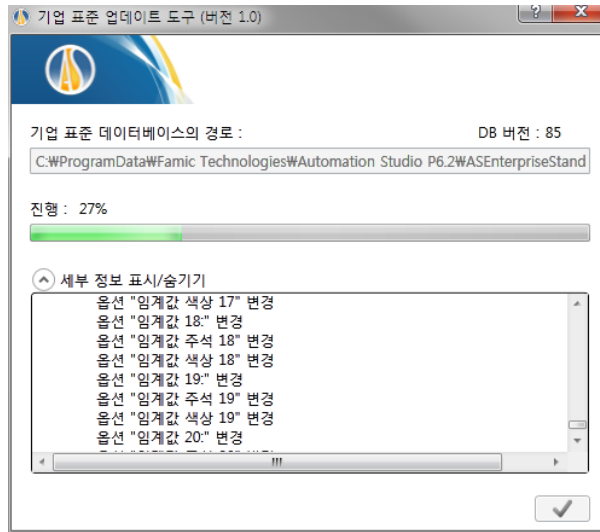 기업 표준 업데이트 도구 (버전 1.0)
기업 표준 데이터베이스의 경로 : DB 버전 : 85
C:₩ProgramData₩Famic Technologies₩Automation Studio P6.2₩ASEnterpriseStand
진행 : 27%
세부 정보 표시/숨기기
옵션 "임계값 색상 17" 변경
옵션 "임계값 18:" 변경
옵션 "임계값 주석 18" 변경
옵션 "임계값 색상 18" 변경
옵션 "임계값 19:" 변경
옵션 "임계값 주석 19" 변경
옵션 "임계값 색상 19" 변경
옵션 "임계값 20:" 변경